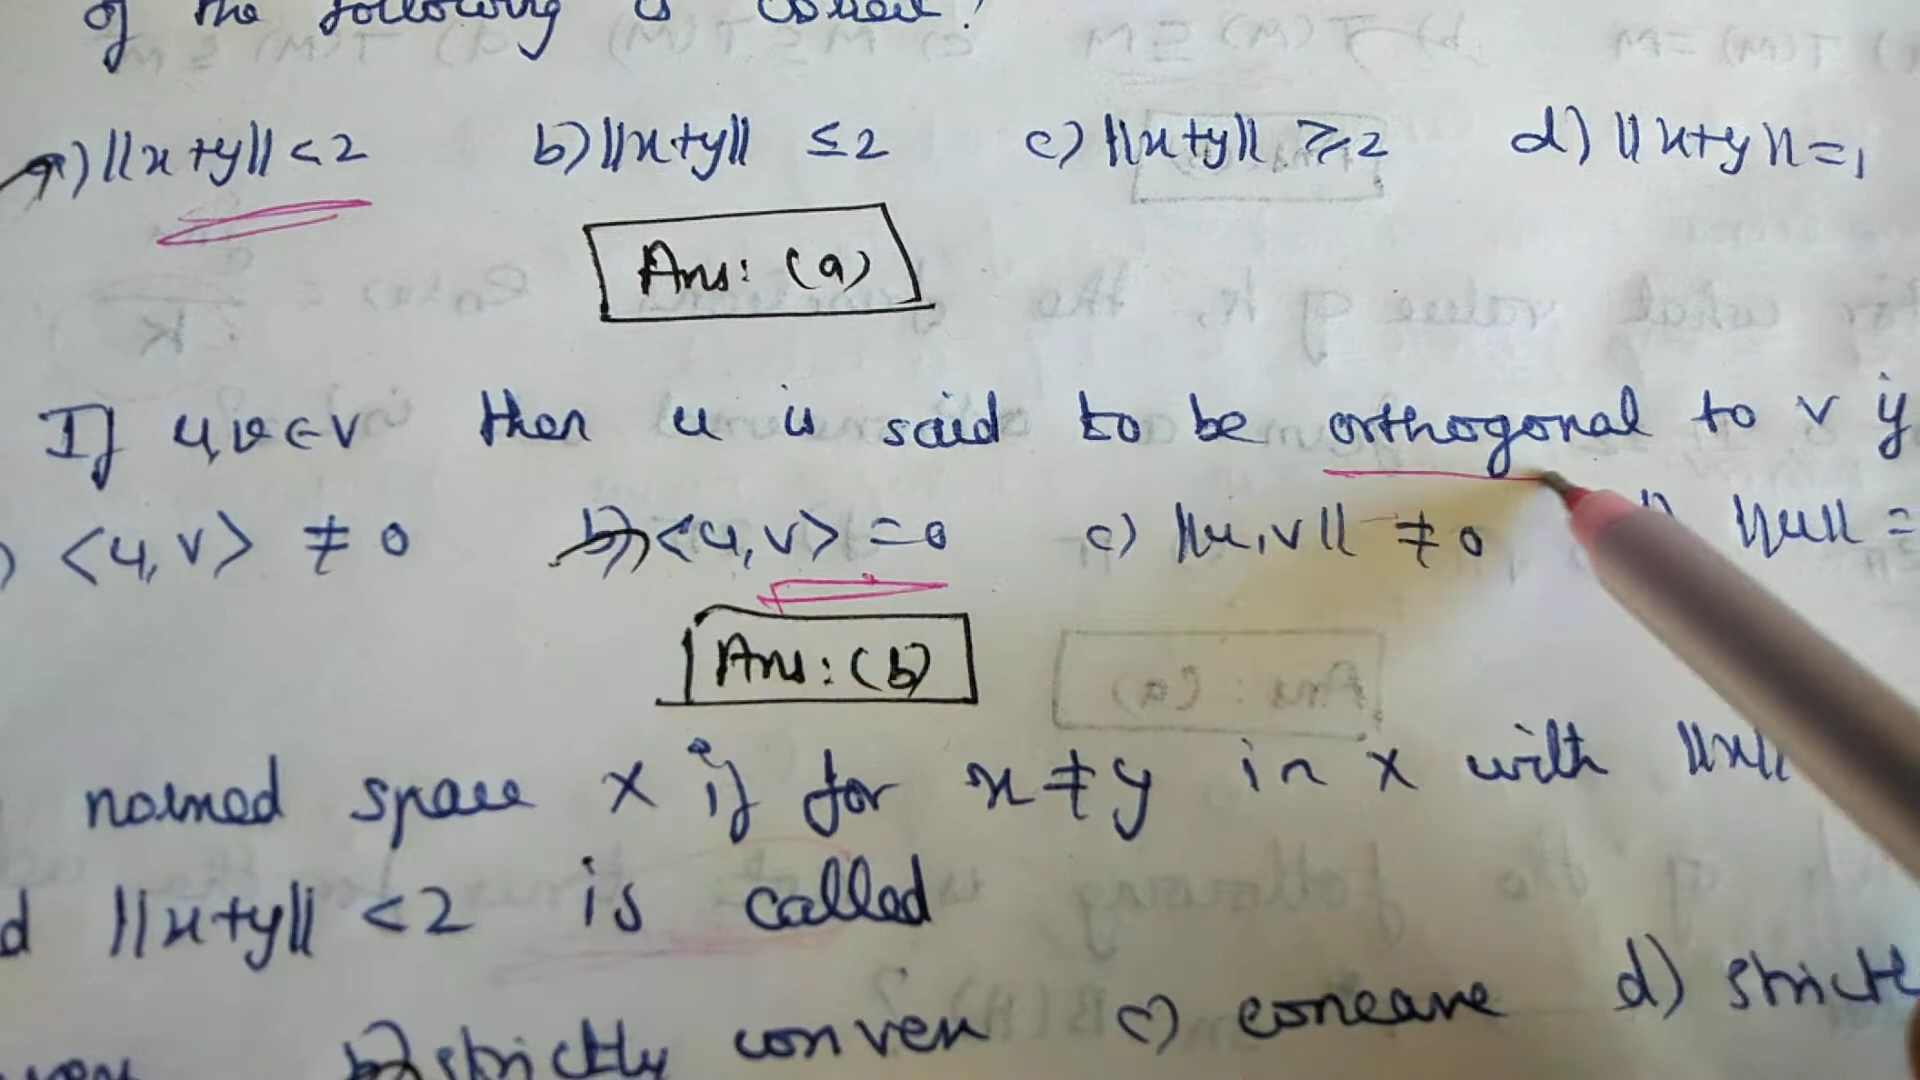 of the following is correct?
a) ||x+y|| < 2 b) ||x+y|| ≤ 2 c) ||x+y|| ≥ 2 d) ||x+y|| = 1
Ans: (a)
If u,v∈V then u is said to be orthogonal to v if
) <u,v> ≠ 0 b) <u,v> = 0 c) ||u,v|| ≠ 0 d) ||u|| =
Ans: (b)
normed space X if for x ≠ y in X with ||x||
d ||x+y|| < 2 is called
b) strictly convex c) concave d) strictl